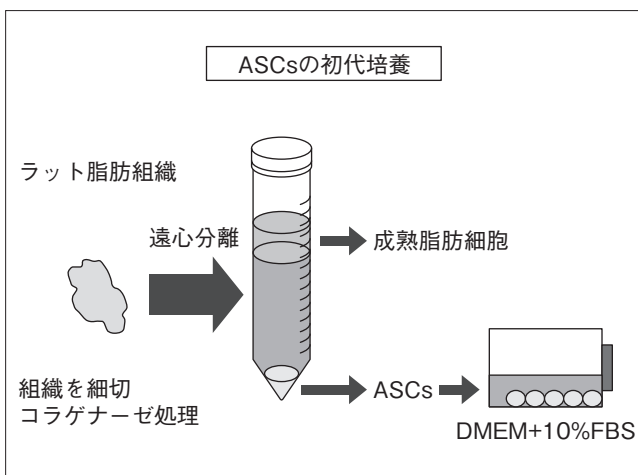 ASCsの初代培養
ラット脂肪組織
遠心分離
成熟脂肪細胞
組織を細切
コラゲナーゼ処理
ASCs
DMEM+10%FBS